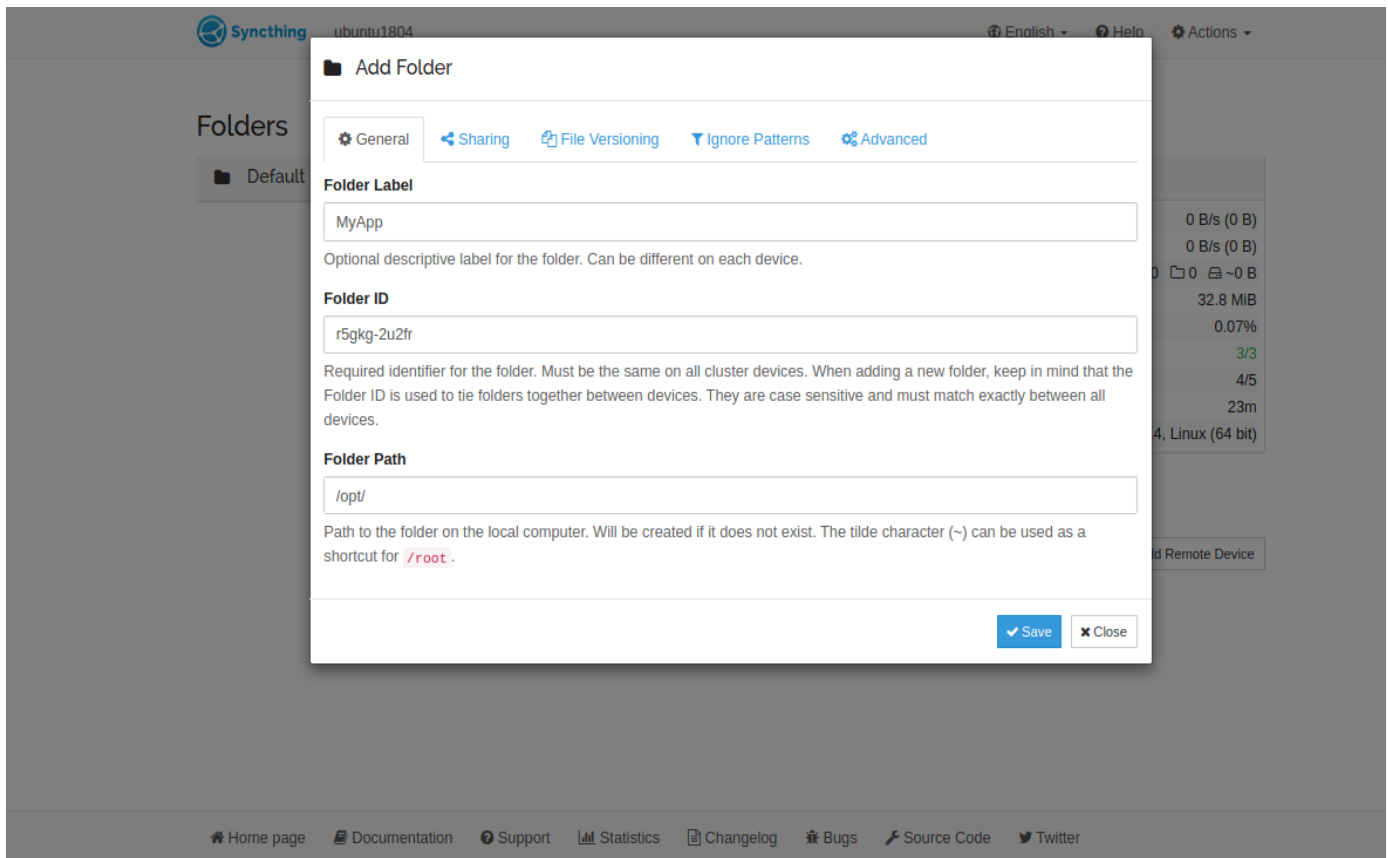 Syncthing ubuntu1804 English Help Actions
Add Folder
Folders
General Sharing File Versioning Ignore Patterns Advanced
Default
Folder Label
MyApp
0 B/s (0 B)
Optional descriptive label for the folder. Can be different on each device.
0 B/s (0 B)
0 0 ~0 B
Folder ID
32.8 MiB
r5gkg-2u2fr
0.07%
3/3
Required identifier for the folder. Must be the same on all cluster devices. When adding a new folder, keep in mind that the
Folder ID is used to tie folders together between devices. They are case sensitive and must match exactly between all
devices.
4/5
23m
4, Linux (64 bit)
Folder Path
/opt/
Path to the folder on the local computer. Will be created if it does not exist. The tilde character (~) can be used as a
shortcut for /root.
ld Remote Device
Save Close
Home page Documentation Support Statistics Changelog Bugs Source Code Twitter